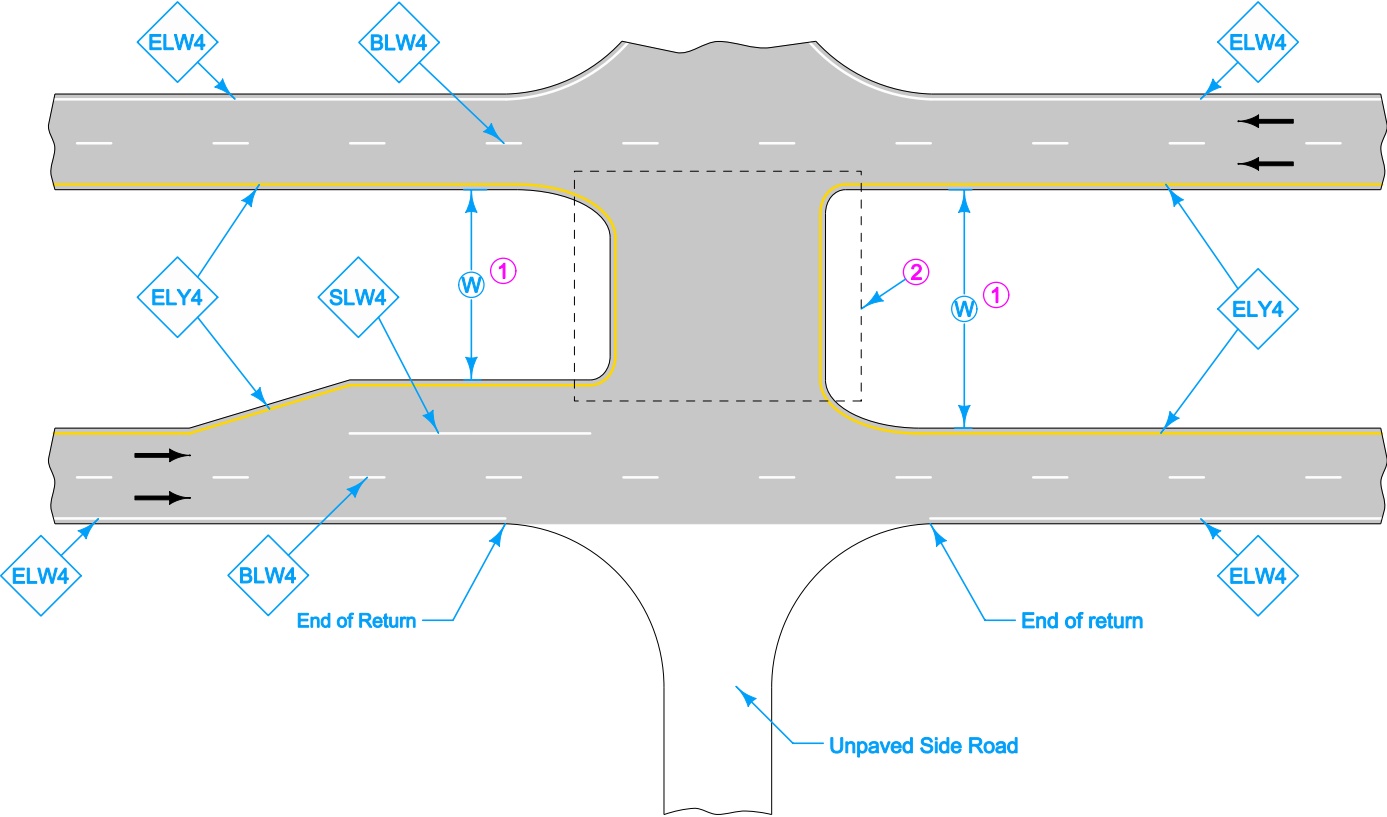 ELW4
BLW4
ELW4
ELY4
SLW4
W
1
2
W
1
ELY4
ELW4
BLW4
ELW4
End of Return
End of return
Unpaved Side Road